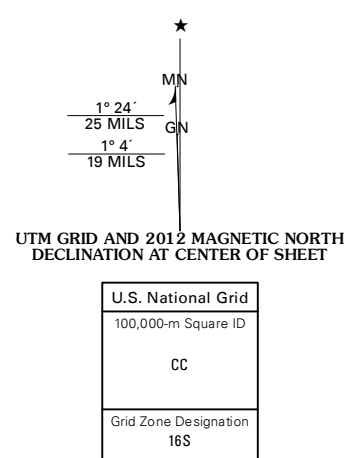 ★
MN
1° 24´
25 MILS
GN
1° 4´
19 MILS
UTM GRID AND 2012 MAGNETIC NORTH
DECLINATION AT CENTER OF SHEET
U.S. National Grid
100,000-m Square ID
CC
Grid Zone Designation
16S